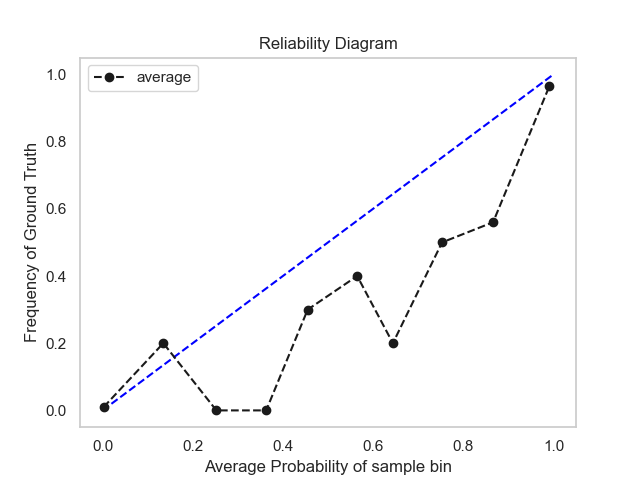 Reliability Diagram
average
Frequency of Ground Truth
1.0
0.8
0.6
0.4
0.2
0.0
0.0 0.2 0.4 0.6 0.8 1.0
Average Probability of sample bin